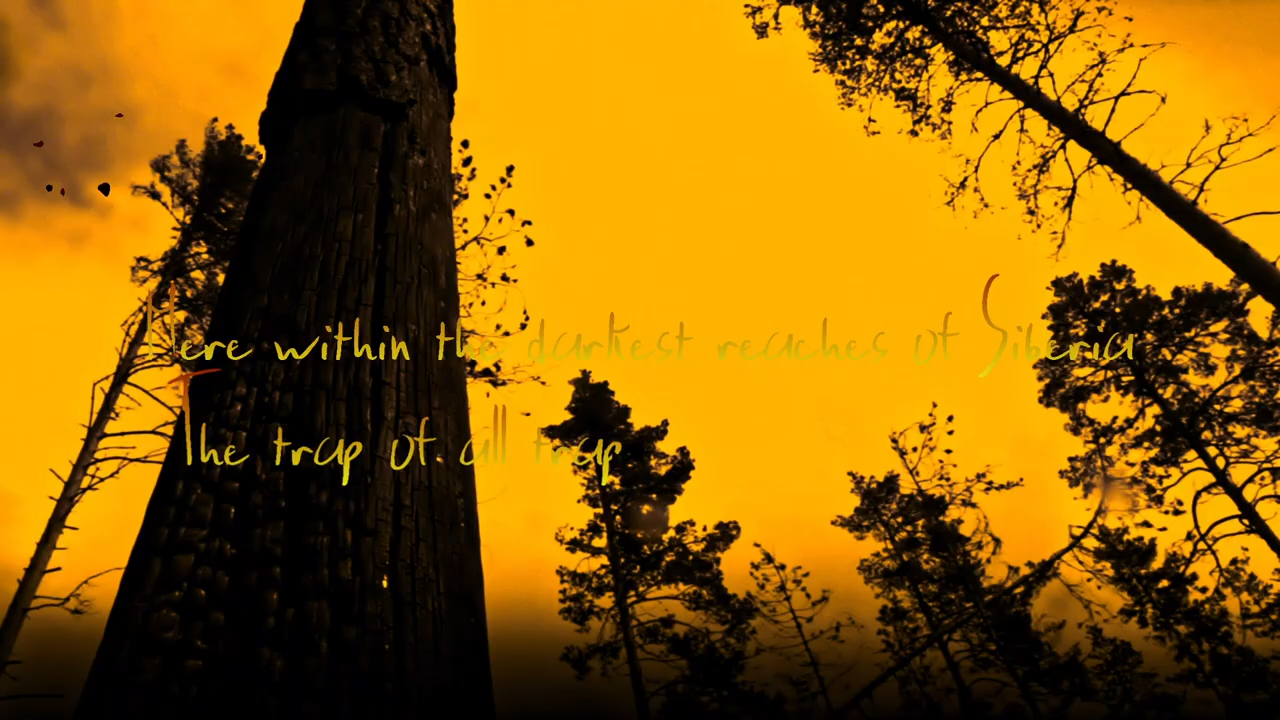 Here within the darkest reaches of Siberia
The trap of all trap